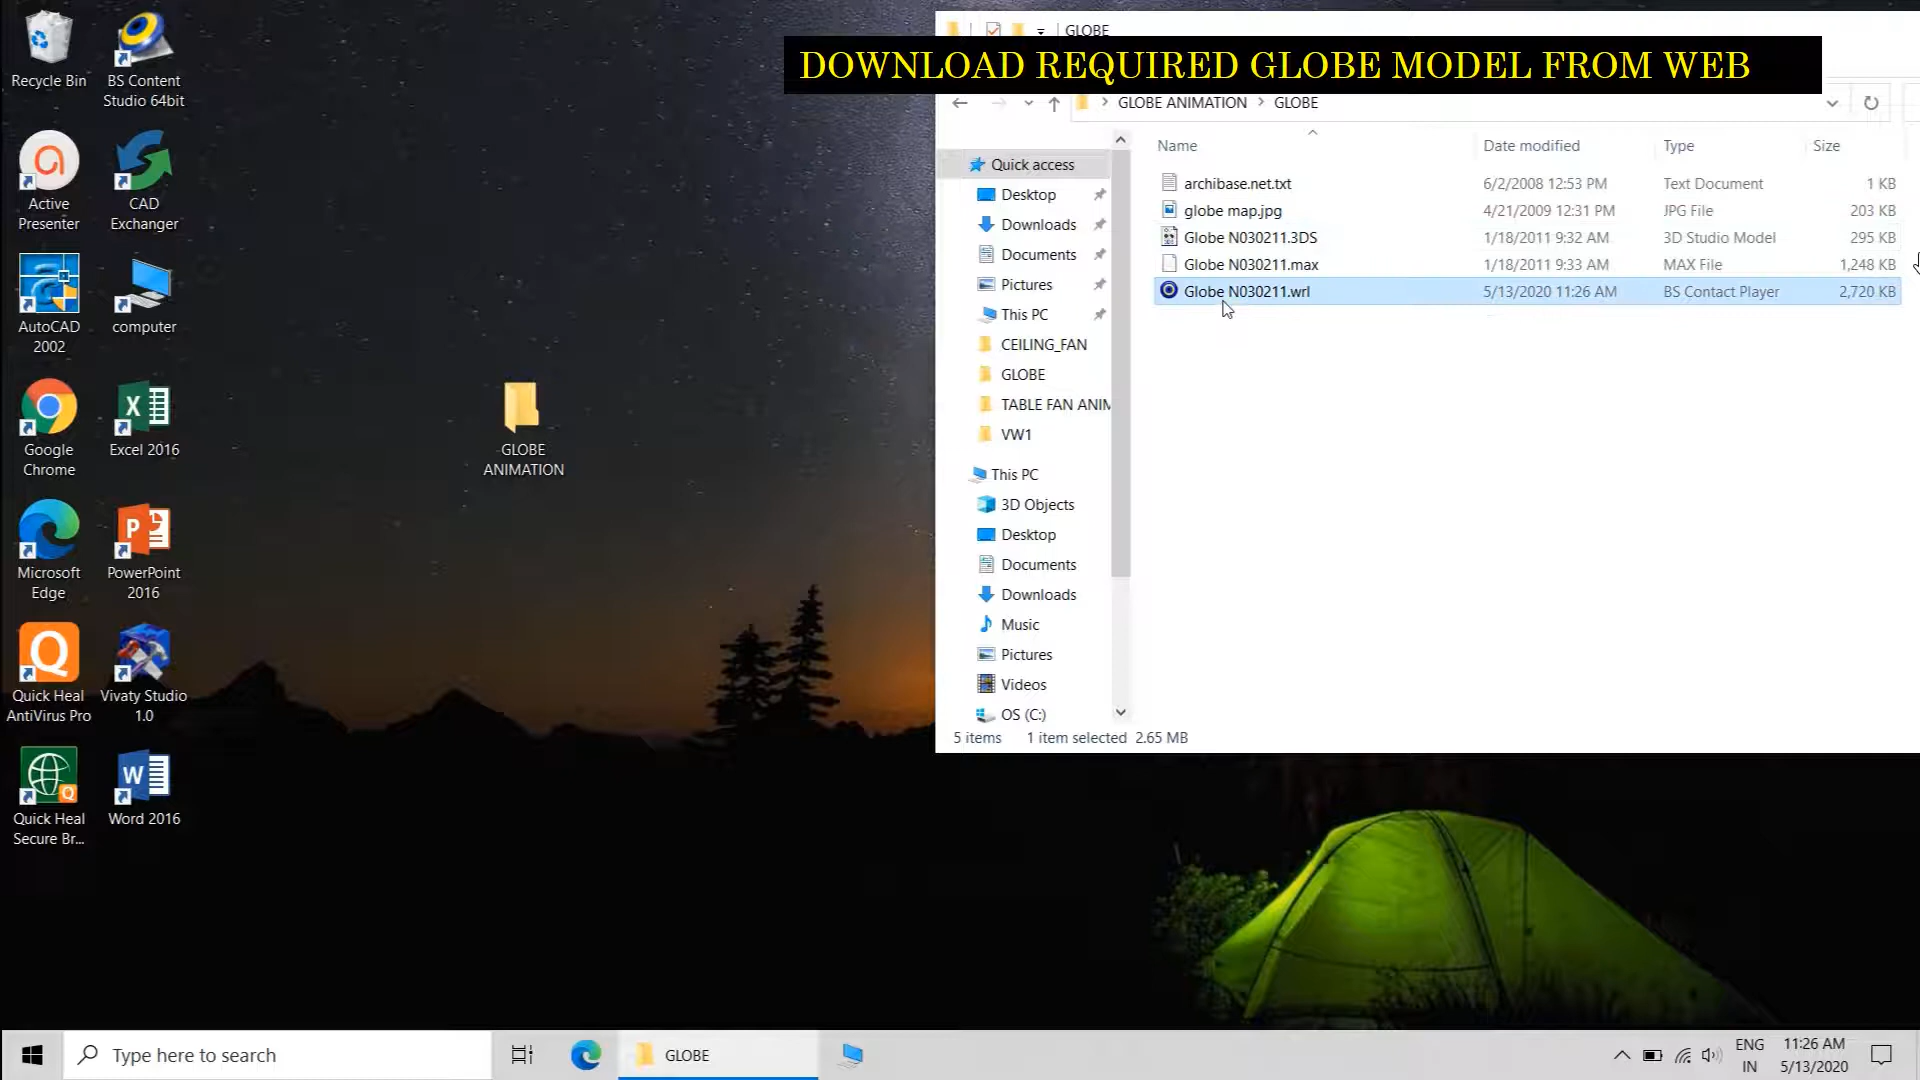 Recycle Bin
BS Content
Studio 64bit
Active
Presenter
CAD
Exchanger
AutoCAD
2002
computer
Google
Chrome
Excel 2016
Microsoft
Edge
PowerPoint
2016
Quick Heal
AntiVirus Pro
Vivaty Studio
1.0
Quick Heal
Secure Br...
Word 2016
GLOBE
ANIMATION
GLOBE
DOWNLOAD REQUIRED GLOBE MODEL FROM WEB
GLOBE ANIMATION > GLOBE
Name Date modified Type Size
archibase.net.txt 6/2/2008 12:53 PM Text Document 1 KB
globe map.jpg 4/21/2009 12:31 PM JPG File 203 KB
Globe N030211.3DS 1/18/2011 9:32 AM 3D Studio Model 295 KB
Globe N030211.max 1/18/2011 9:33 AM MAX File 1,248 KB
Globe N030211.wrl 5/13/2020 11:26 AM BS Contact Player 2,720 KB
Quick access
Desktop
Downloads
Documents
Pictures
This PC
CEILING_FAN
GLOBE
TABLE FAN ANIM
VW1
This PC
3D Objects
Desktop
Documents
Downloads
Music
Pictures
Videos
OS (C:)
5 items 1 item selected 2.65 MB
Type here to search
GLOBE
ENG
IN
11:26 AM
5/13/2020